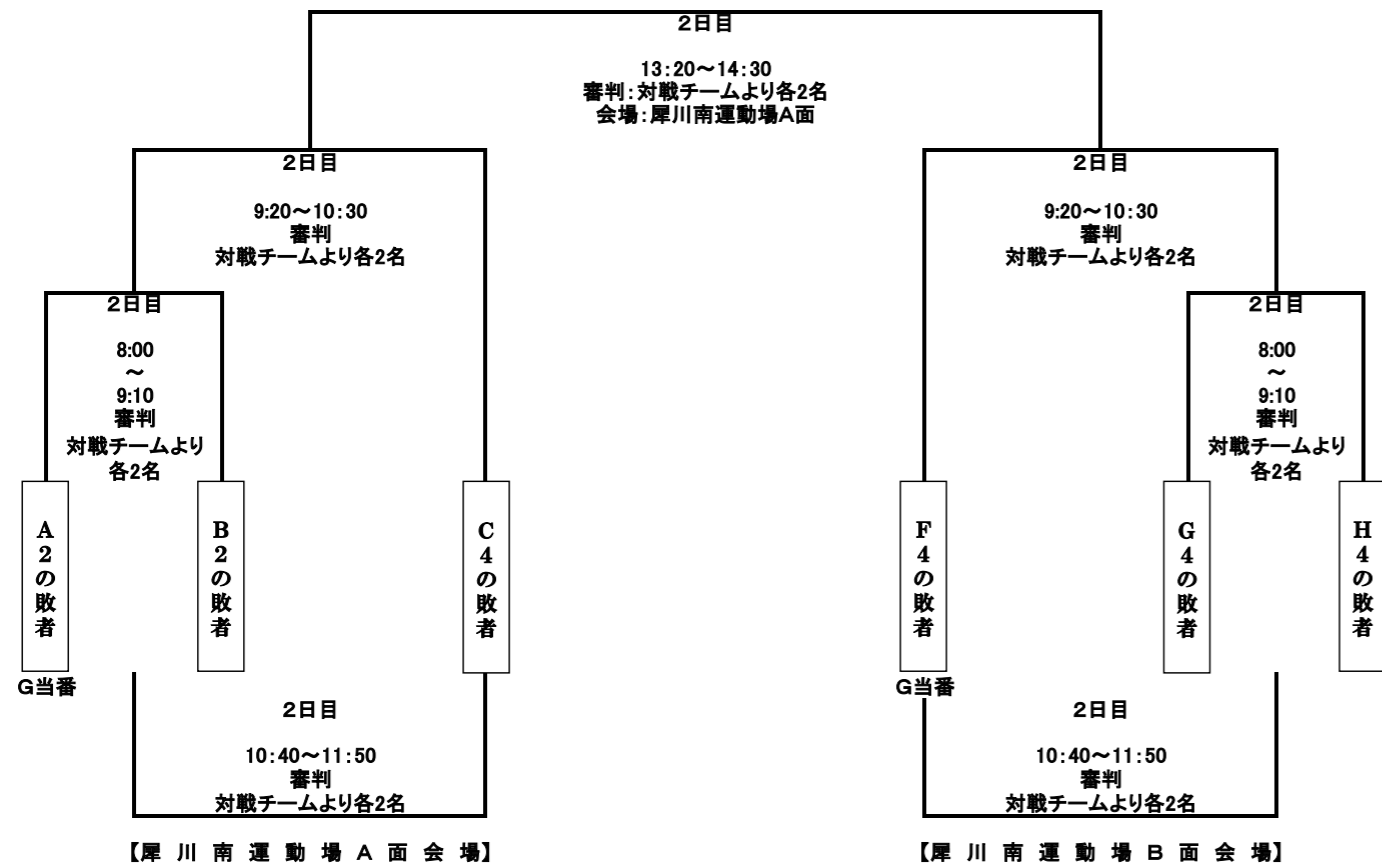 2日目
13:20～14:30
審判:対戦チームより各2名
会場:犀川南運動場A面
2日目
9:20～10:30
審判
対戦チームより各2名
2日目
9:20～10:30
審判
対戦チームより各2名
2日目
8:00
～
9:10
審判
対戦チームより
各2名
2日目
8:00
～
9:10
審判
対戦チームより
各2名
A2の敗者
B2の敗者
C4の敗者
F4の敗者
G4の敗者
H4の敗者
G当番
G当番
2日目
10:40～11:50
審判
対戦チームより各2名
2日目
10:40～11:50
審判
対戦チームより各2名
【犀川南運動場A面会場】
【犀川南運動場B面会場】